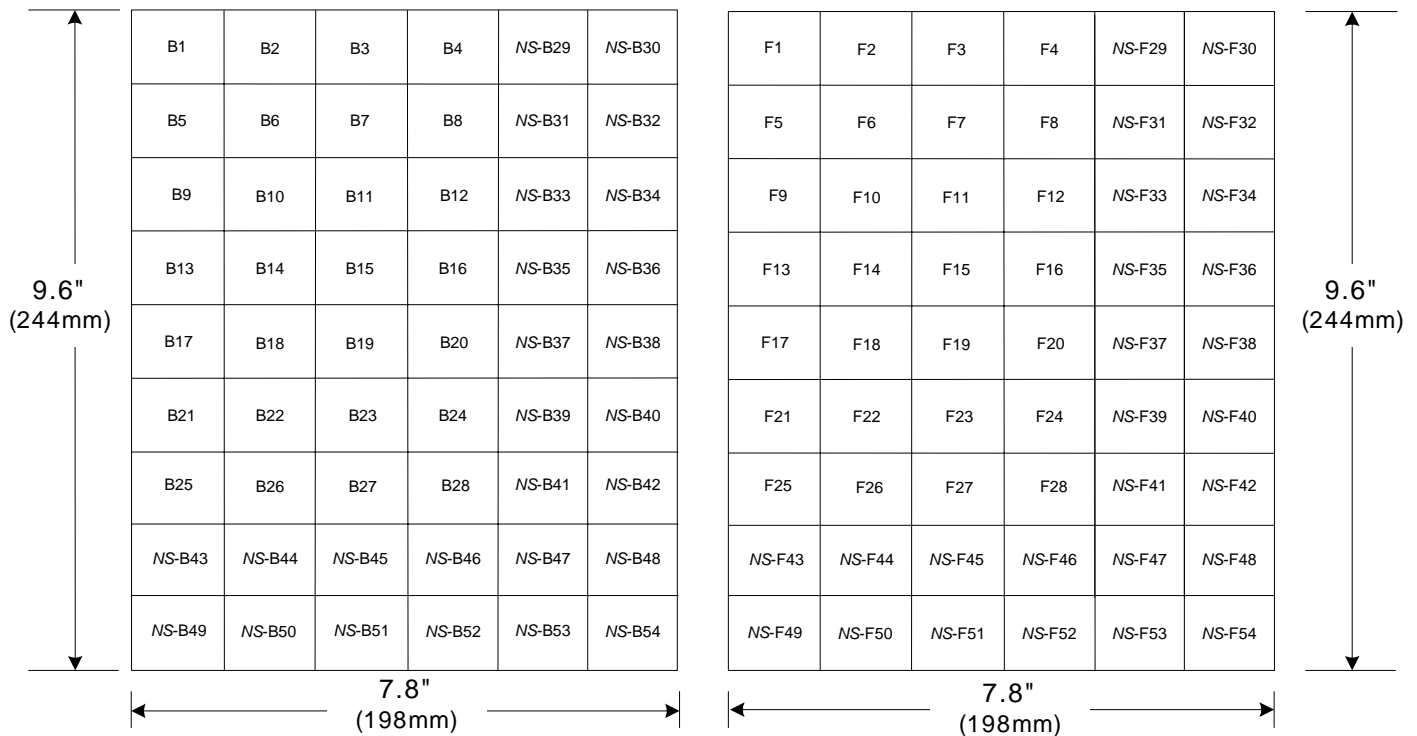 B1 B2 B3 B4 NS-B29 NS-B30
B5 B6 B7 B8 NS-B31 NS-B32
B9 B10 B11 B12 NS-B33 NS-B34
B13 B14 B15 B16 NS-B35 NS-B36
B17 B18 B19 B20 NS-B37 NS-B38
B21 B22 B23 B24 NS-B39 NS-B40
B25 B26 B27 B28 NS-B41 NS-B42
NS-B43 NS-B44 NS-B45 NS-B46 NS-B47 NS-B48
NS-B49 NS-B50 NS-B51 NS-B52 NS-B53 NS-B54
9.6"
(244mm)
7.8"
(198mm)
F1 F2 F3 F4 NS-F29 NS-F30
F5 F6 F7 F8 NS-F31 NS-F32
F9 F10 F11 F12 NS-F33 NS-F34
F13 F14 F15 F16 NS-F35 NS-F36
F17 F18 F19 F20 NS-F37 NS-F38
F21 F22 F23 F24 NS-F39 NS-F40
F25 F26 F27 F28 NS-F41 NS-F42
NS-F43 NS-F44 NS-F45 NS-F46 NS-F47 NS-F48
NS-F49 NS-F50 NS-F51 NS-F52 NS-F53 NS-F54
9.6"
(244mm)
7.8"
(198mm)